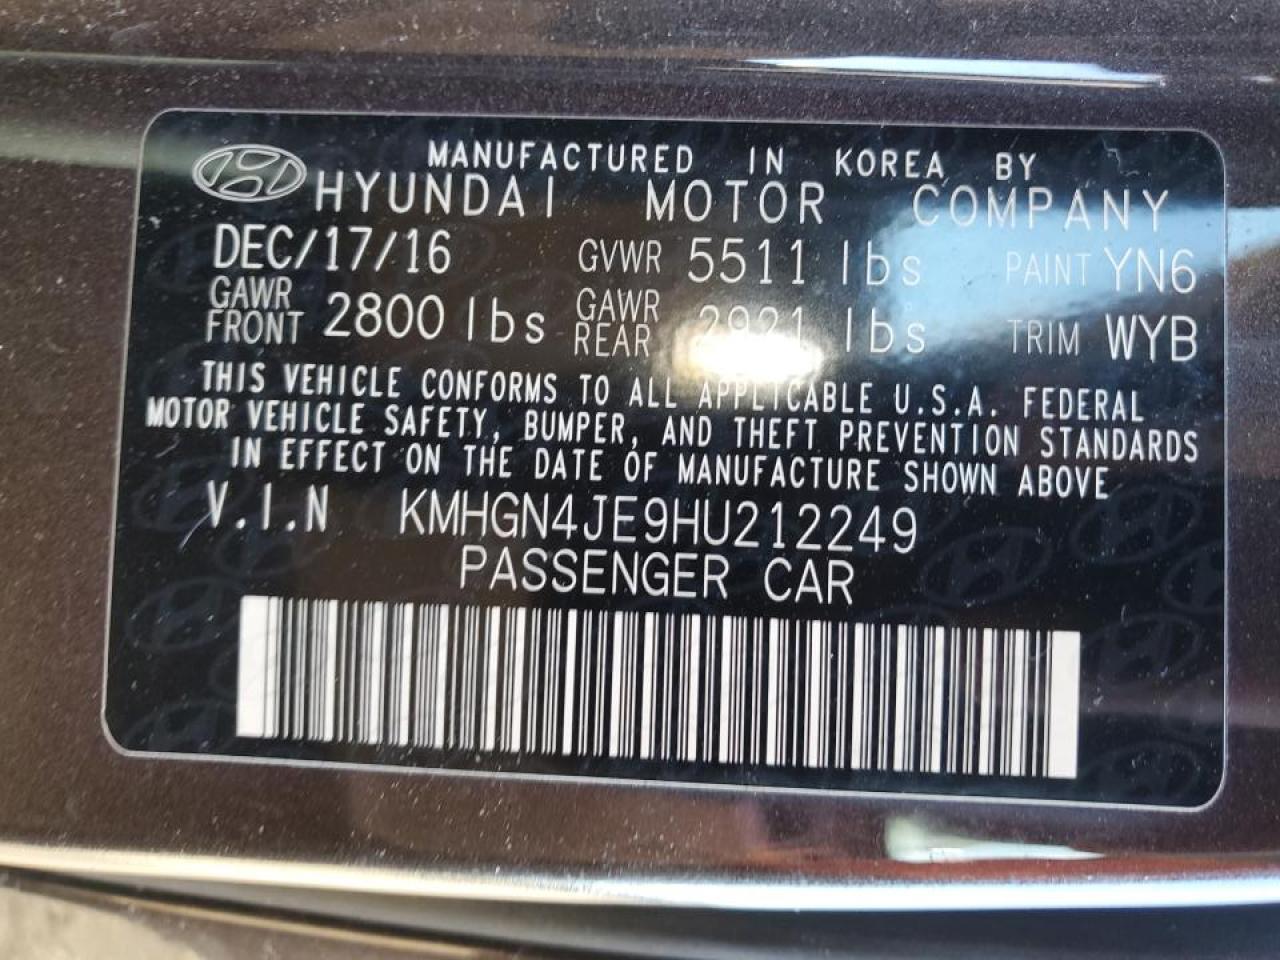 MANUFACTURED IN KOREA BY
HYUNDAI MOTOR COMPANY
DEC/17/16 GVWR 5511 lbs PAINT YN6
GAWR FRONT 2800 lbs GAWR REAR 2921 lbs TRIM WYB
THIS VEHICLE CONFORMS TO ALL APPLICABLE U.S.A. FEDERAL
MOTOR VEHICLE SAFETY, BUMPER, AND THEFT PREVENTION STANDARDS
IN EFFECT ON THE DATE OF MANUFACTURE SHOWN ABOVE
V.I.N KMHGN4JE9HU212249
PASSENGER CAR